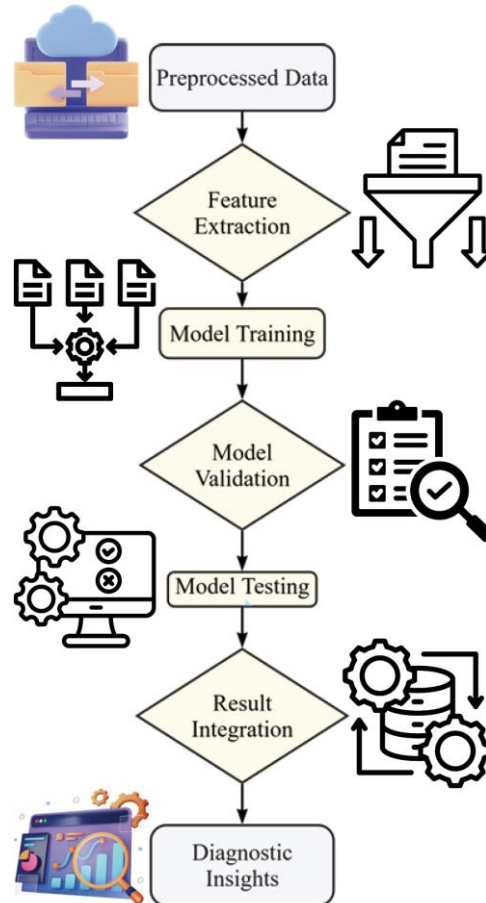 Preprocessed Data
Feature
Extraction
Model Training
Model
Validation
Model Testing
Result
Integration
Diagnostic
Insights